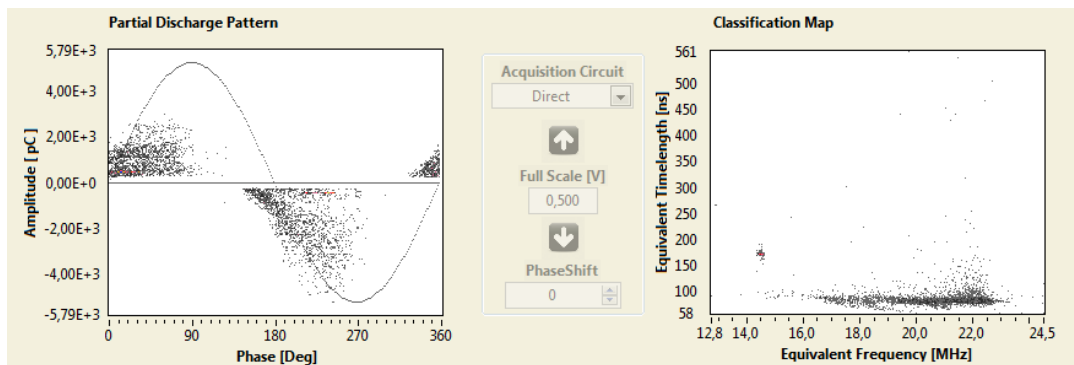 Partial Discharge Pattern
5,79E+3
4,00E+3
2,00E+3
0,00E+0
-2,00E+3
-4,00E+3
-5,79E+3
Amplitude [ pC ]
0
90
180
270
360
Phase [Deg]
Acquisition Circuit
Direct
Full Scale [V]
0,500
PhaseShift
0
Classification Map
561
500
450
400
350
300
250
200
150
100
58
Equivalent Timelength [ns]
12,8
14,0
16,0
18,0
20,0
22,0
24,5
Equivalent Frequency [MHz]